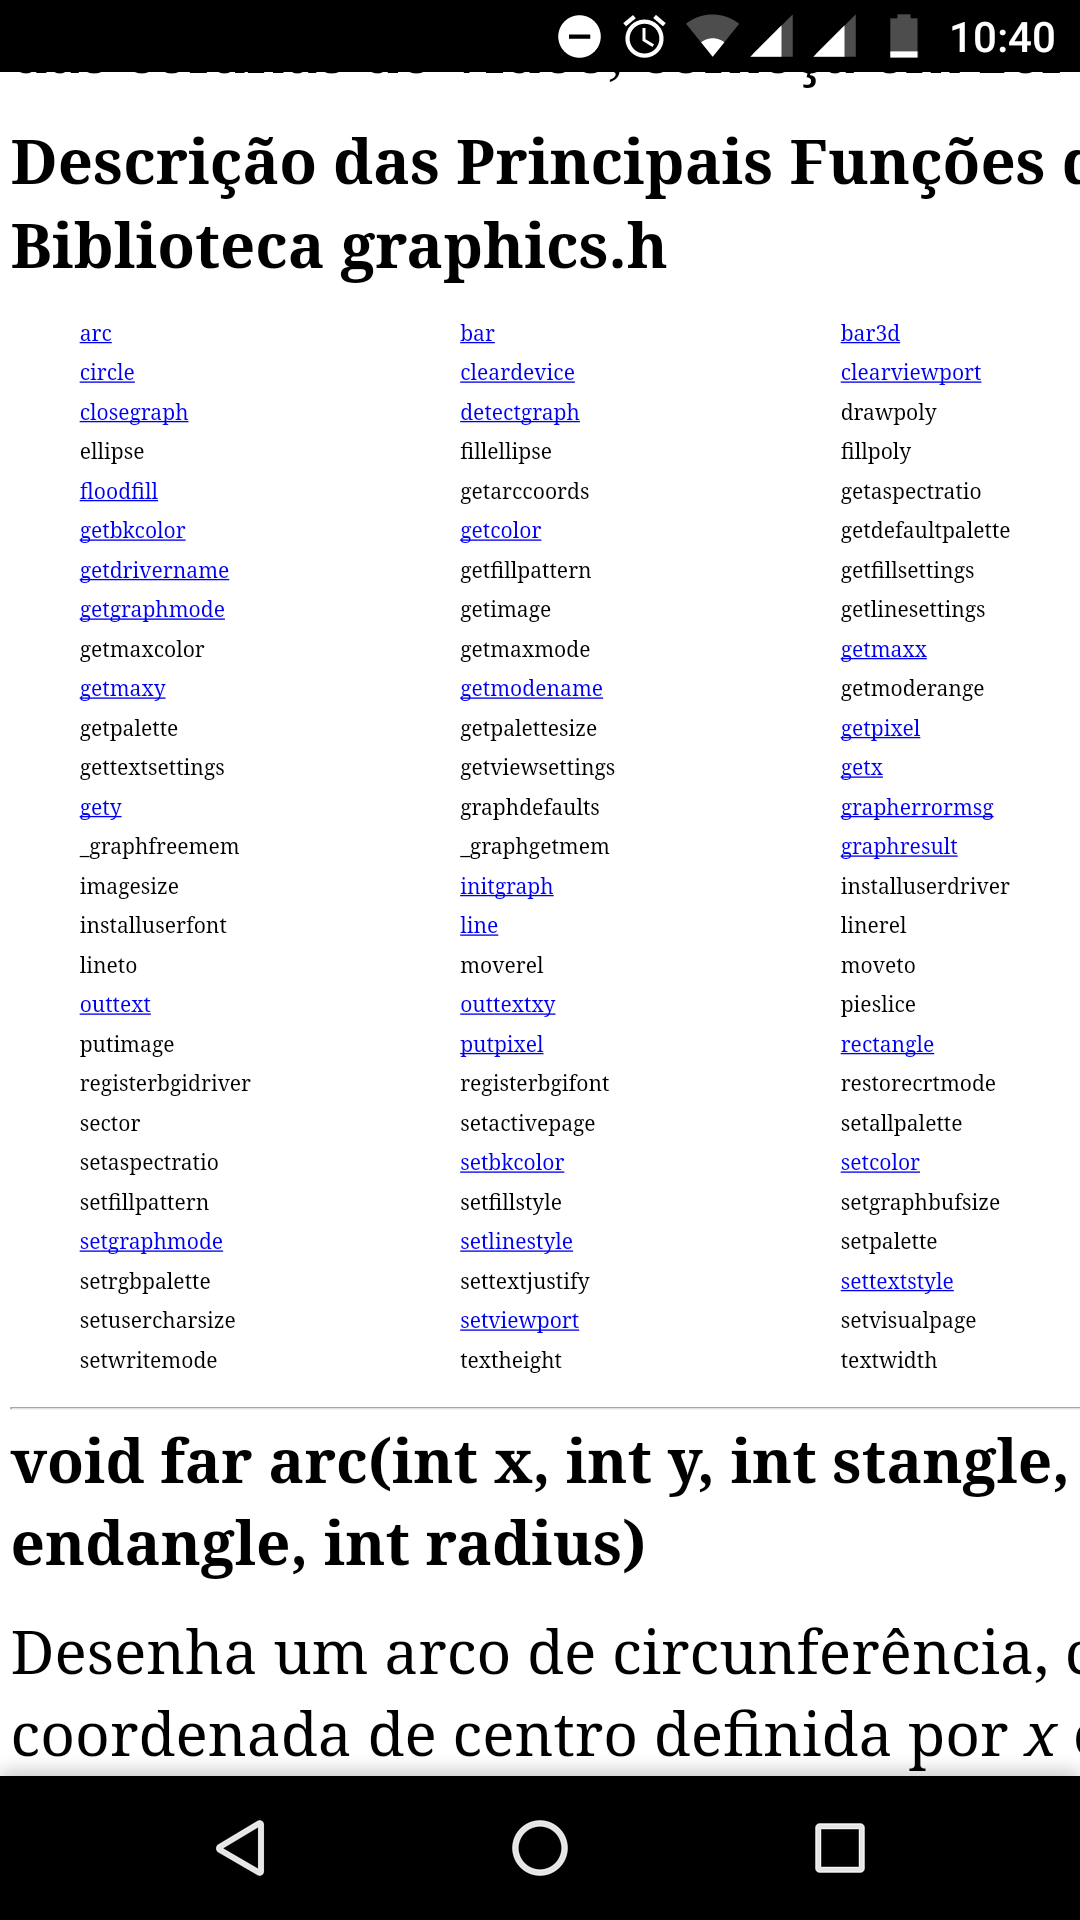 10:40
Descrição das Principais Funções
Biblioteca graphics.h
arc bar bar3d
circle cleardevice clearviewport
closegraph detectgraph drawpoly
ellipse fillellipse fillpoly
floodfill getarccoords getaspectratio
getbkcolor getcolor getdefaultpalette
getdrivername getfillpattern getfillsettings
getgraphmode getimage getlinesettings
getmaxcolor getmaxmode getmaxx
getmaxy getmodename getmoderange
getpalette getpalettesize getpixel
gettextsettings getviewsettings getx
gety graphdefaults grapherrormsg
_graphfreemem _graphgetmem graphresult
imagesize initgraph installuserdriver
installuserfont line linerel
lineto moverel moveto
outtext outtextxy pieslice
putimage putpixel rectangle
registerbgidriver registerbgifont restorecrtmode
sector setactivepage setallpalette
setaspectratio setbkcolor setcolor
setfillpattern setfillstyle setgraphbufsize
setgraphmode setlinestyle setpalette
setrgbpalette settextjustify settextstyle
setusercharsize setviewport setvisualpage
setwritemode textheight textwidth
void far arc(int x, int y, int stangle,
endangle, int radius)
Desenha um arco de circunferência,
coordenada de centro definida por x